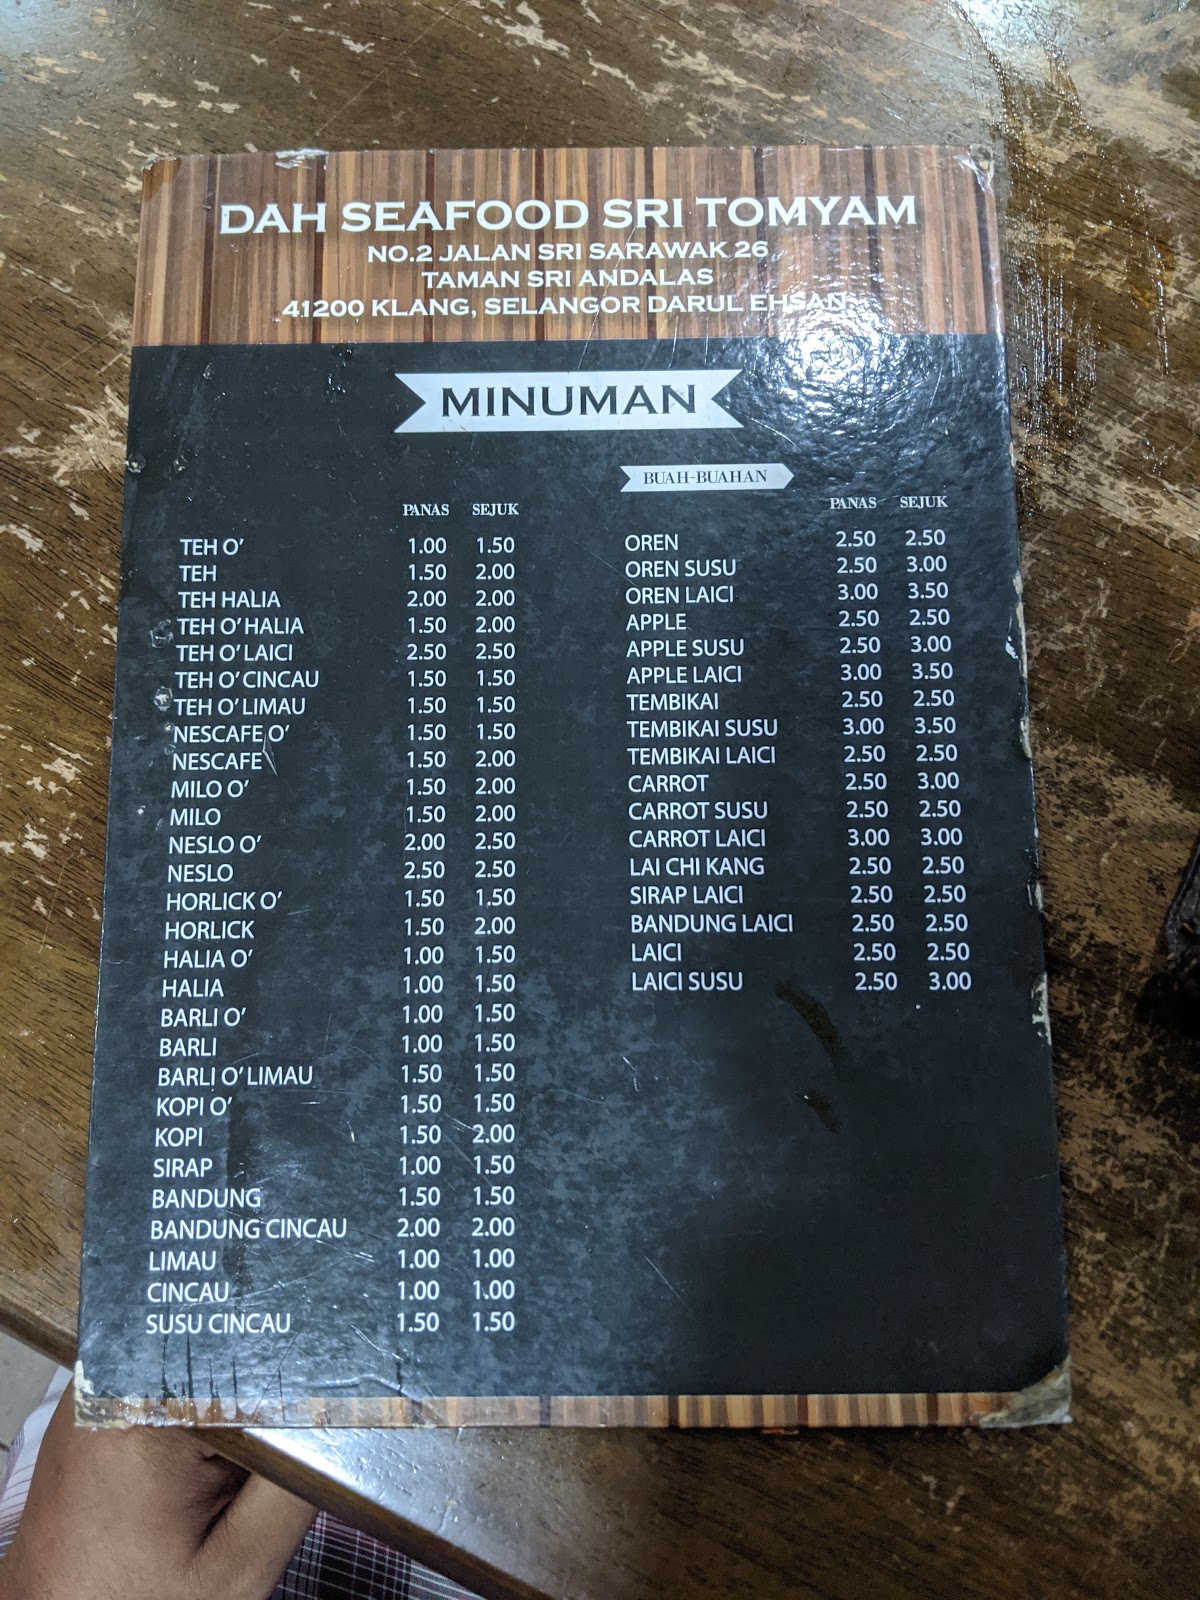 DAH SEAFOOD SRI TOMYAM
NO.2 JALAN SRI SARAWAK 26
TAMAN SRI ANDALAS
41200 KLANG, SELANGOR DARUL EHSAN
MINUMAN
PANAS SEJUK
TEH O' 1.00 1.50
TEH 1.50 2.00
TEH HALIA 2.00 2.00
TEH O' HALIA 1.50 2.00
TEH O' LAICI 2.50 2.50
TEH O' CINCAU 1.50 1.50
TEH O' LIMAU 1.50 1.50
NESCAFE O' 1.50 1.50
NESCAFE 1.50 2.00
MILO O' 1.50 2.00
MILO 1.50 2.00
NESLO O' 2.00 2.50
NESLO 2.50 2.50
HORLICK O' 1.50 1.50
HORLICK 1.50 2.00
HALIA O' 1.00 1.50
HALIA 1.00 1.50
BARLI O' 1.00 1.50
BARLI 1.00 1.50
BARLI O' LIMAU 1.50 1.50
KOPI O' 1.50 1.50
KOPI 1.50 2.00
SIRAP 1.00 1.50
BANDUNG 1.50 1.50
BANDUNG CINCAU 2.00 2.00
LIMAU 1.00 1.00
CINCAU 1.00 1.00
SUSU CINCAU 1.50 1.50
BUAH-BUAHAN
PANAS SEJUK
OREN 2.50 2.50
OREN SUSU 2.50 3.00
OREN LAICI 3.00 3.50
APPLE 2.50 2.50
APPLE SUSU 2.50 3.00
APPLE LAICI 3.00 3.50
TEMBIKAI 2.50 2.50
TEMBIKAI SUSU 3.00 3.50
TEMBIKAI LAICI 2.50 2.50
CARROT 2.50 3.00
CARROT SUSU 2.50 2.50
CARROT LAICI 3.00 3.00
LAI CHI KANG 2.50 2.50
SIRAP LAICI 2.50 2.50
BANDUNG LAICI 2.50 2.50
LAICI 2.50 2.50
LAICI SUSU 2.50 3.00